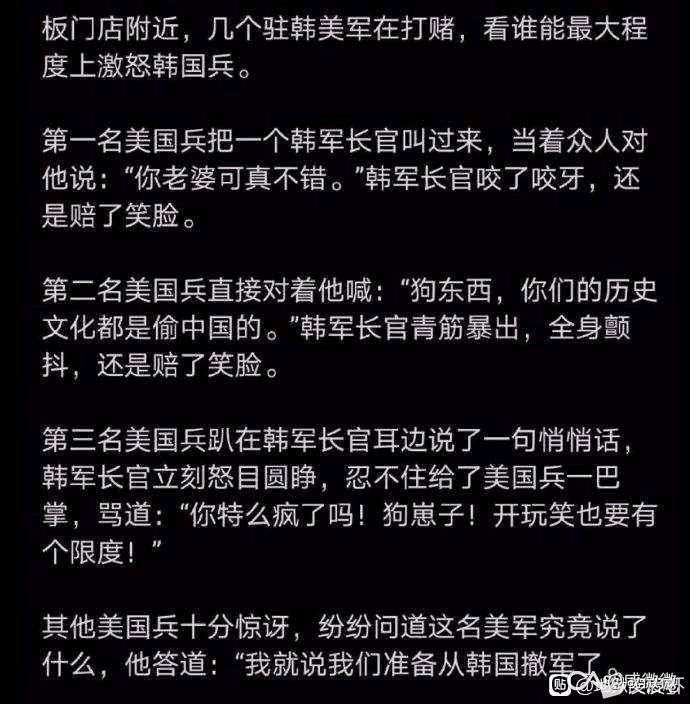 板门店附近，几个驻韩美军在打赌，看谁能最大程
度上激怒韩国兵。
第一名美国兵把一个韩军长官叫过来，当着众人对
他说：“你老婆可真不错。”韩军长官咬了咬牙，还
是赔了笑脸。
第二名美国兵直接对着他喊：“狗东西，你们的历史
文化都是偷中国的。”韩军长官青筋暴出，全身颤
抖，还是赔了笑脸。
第三名美国兵趴在韩军长官耳边说了一句悄悄话，
韩军长官立刻怒目圆睁，忍不住给了美国兵一巴
掌，骂道：“你特么疯了吗！狗崽子！开玩笑也要有
个限度！”
其他美国兵十分惊讶，纷纷问道这名美军究竟说了
什么，他答道：“我就说我们准备从韩国撤军了